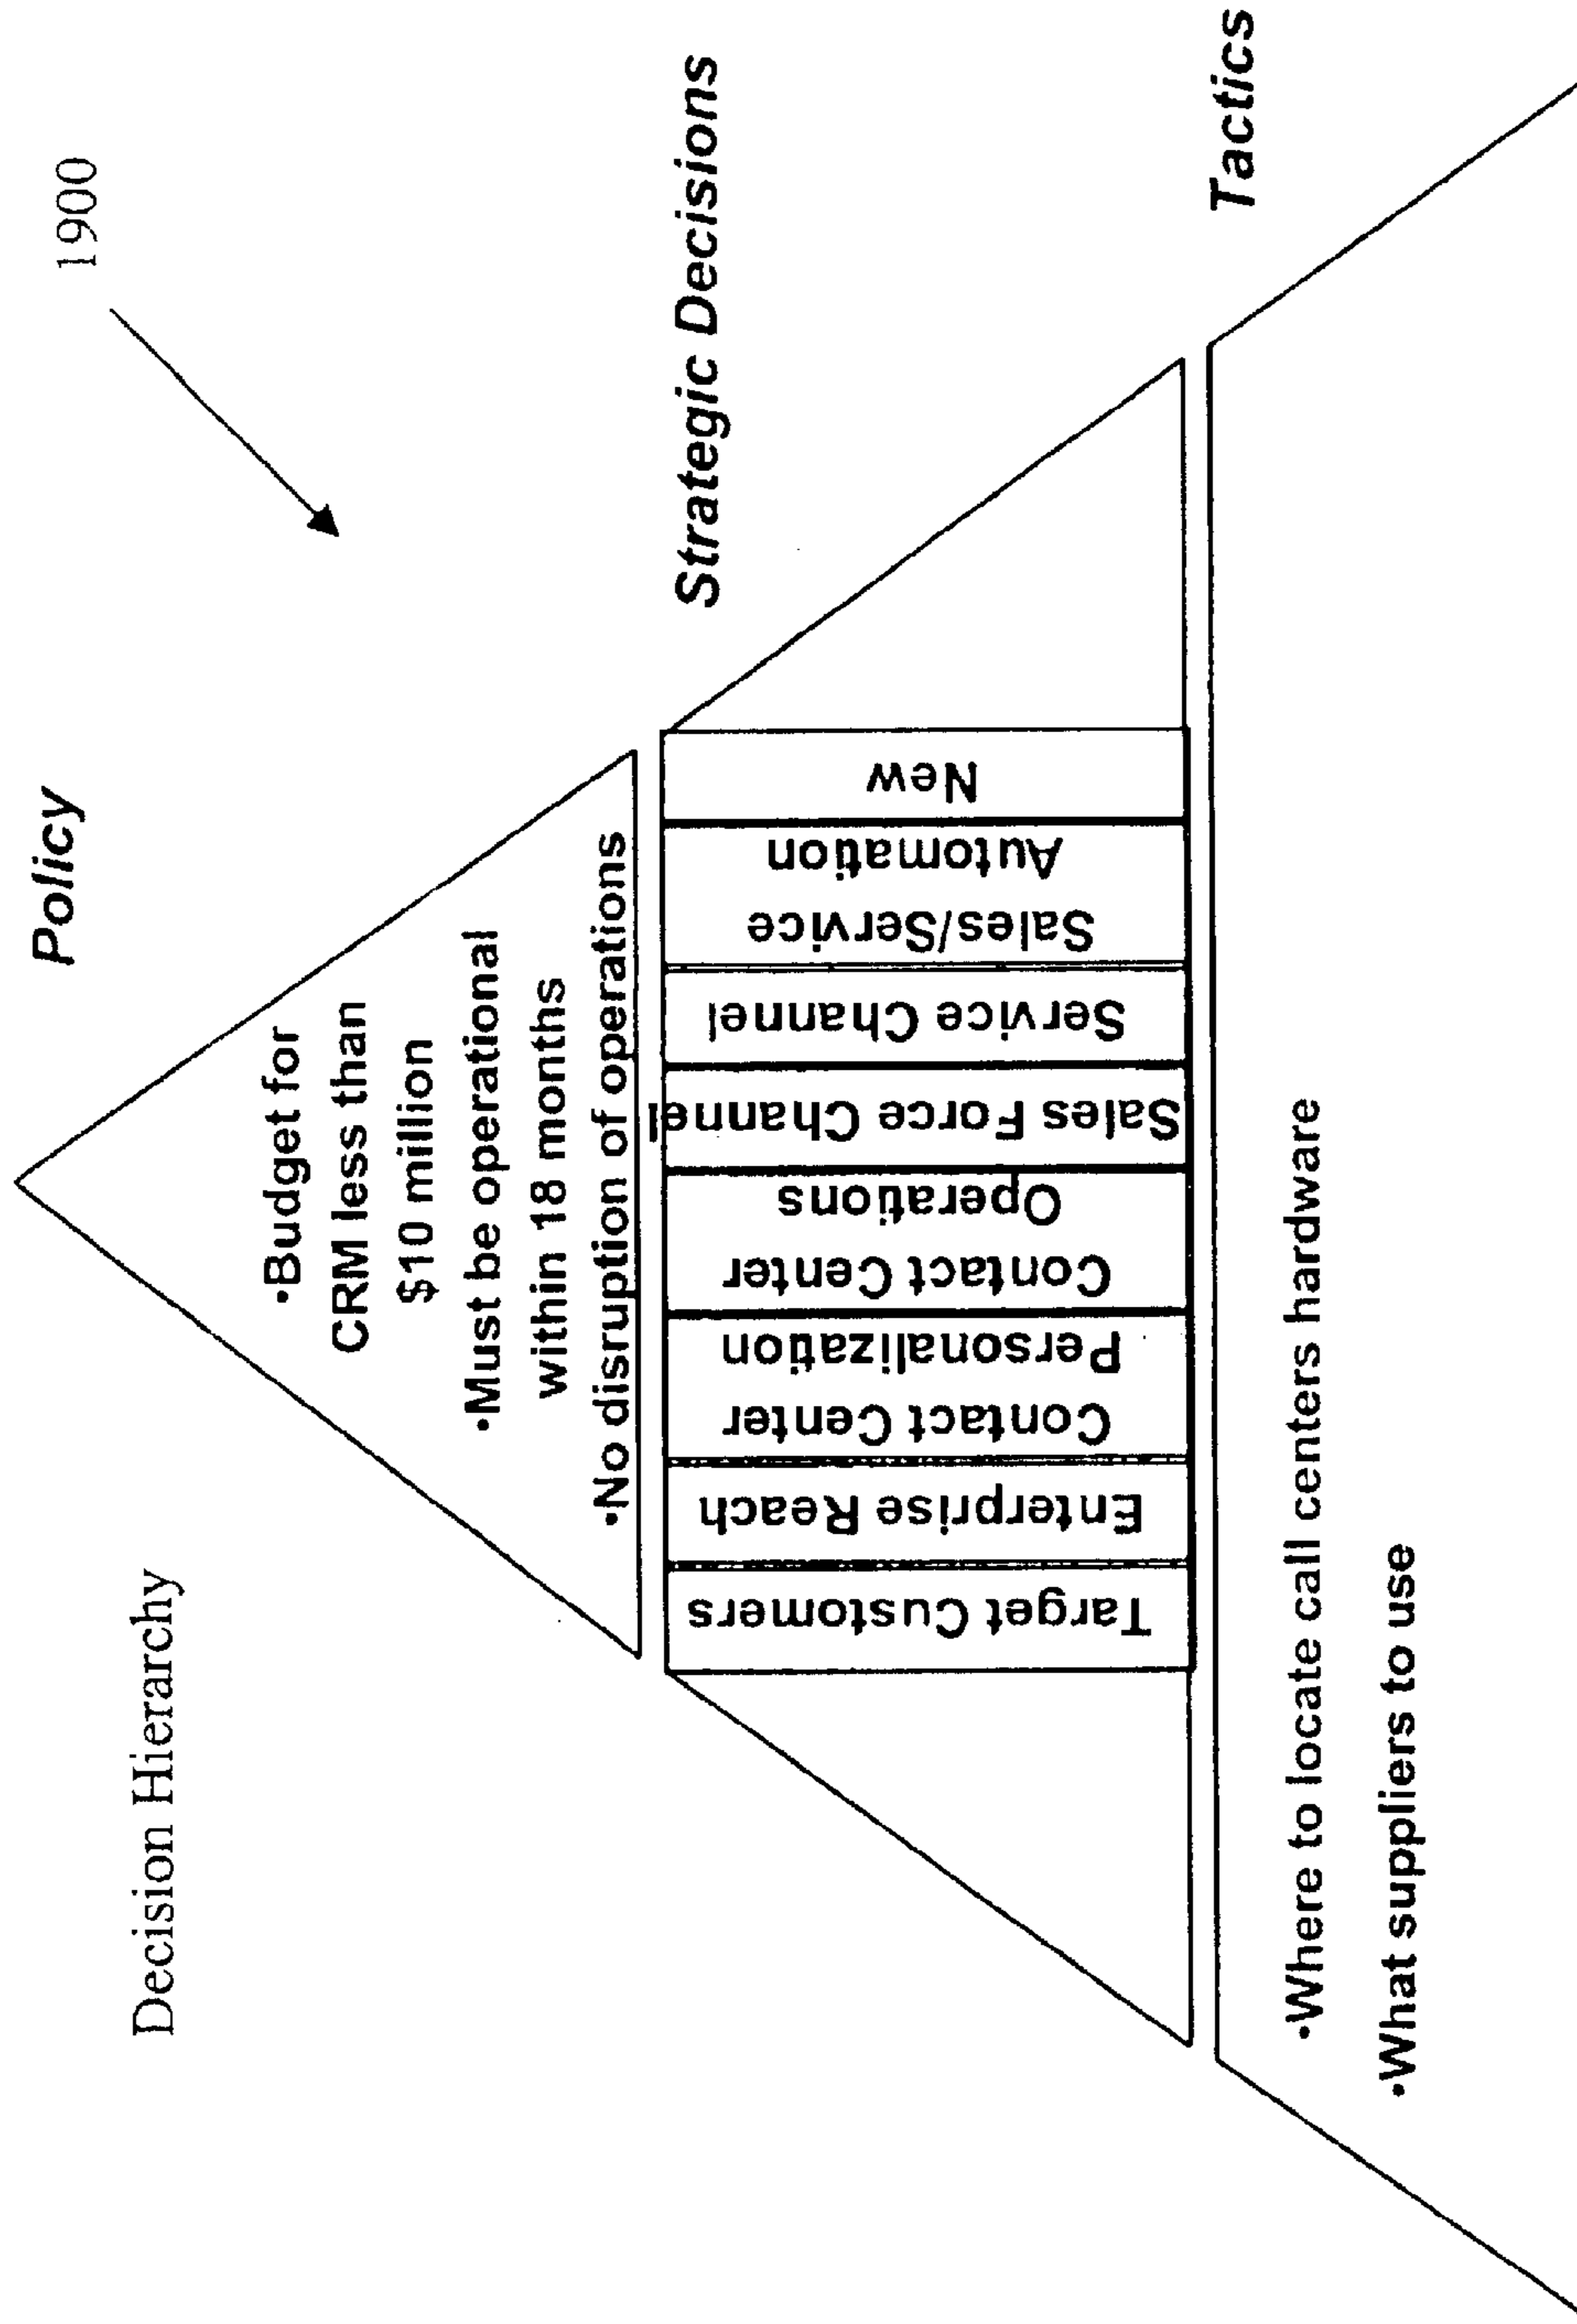 Decision Hierarchy
1900
Policy
•Budget for
CRM less than
$10 million
•Must be operational
within 18 months
•No disruption of operations
Strategic Decisions
Target Customers
Enterprise Reach
Contact Center
Personalization
Contact Center
Operations
Sales Force Channel
Service Channel
Sales/Service
Automation
New
Tactics
•Where to locate call centers hardware
•What suppliers to use